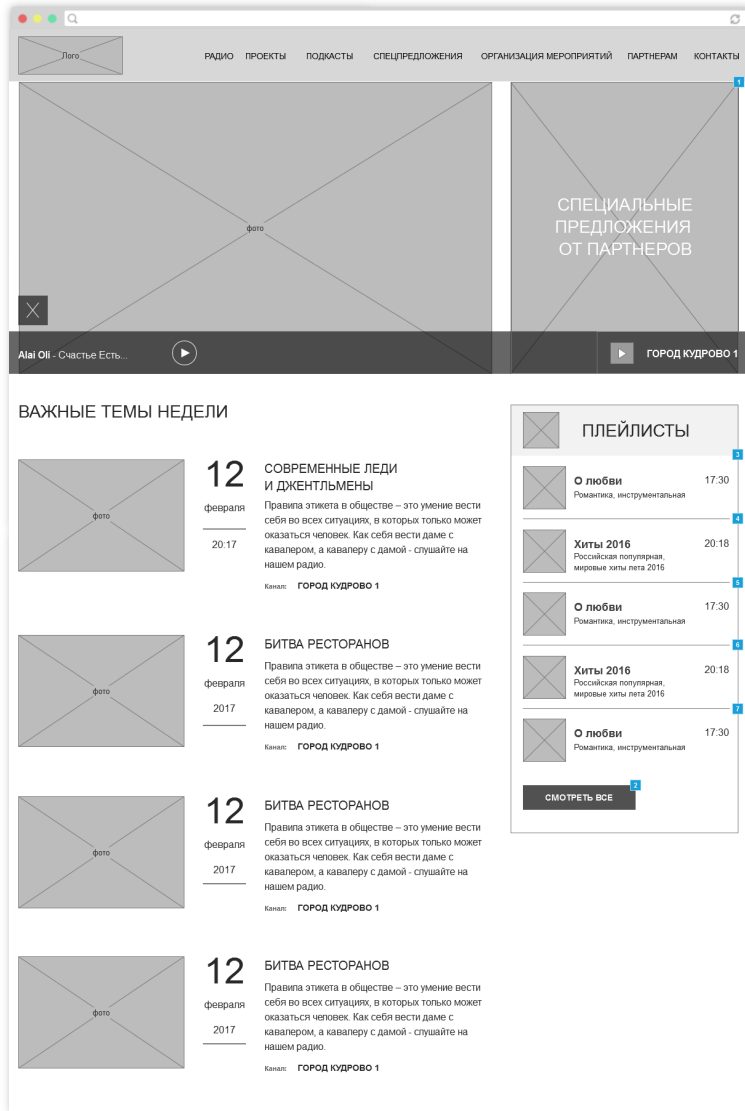 Лого
РАДИО ПРОЕКТЫ ПОДКАСТЫ СПЕЦПРЕДЛОЖЕНИЯ ОРГАНИЗАЦИЯ МЕРОПРИЯТИЙ ПАРТНЕРАМ КОНТАКТЫ
1
фото
СПЕЦИАЛЬНЫЕ
ПРЕДЛОЖЕНИЯ
ОТ ПАРТНЕРОВ
Alai Oli - Счастье Есть...
ГОРОД КУДРОВО 1
ВАЖНЫЕ ТЕМЫ НЕДЕЛИ
фото
12
февраля
20:17
СОВРЕМЕННЫЕ ЛЕДИ
И ДЖЕНТЛЬМЕНЫ
Правила этикета в обществе – это умение вести
себя во всех ситуациях, в которых только может
оказаться человек. Как себя вести даме с
кавалером, а кавалеру с дамой - слушайте на
нашем радио.
Канал: ГОРОД КУДРОВО 1
фото
12
февраля
2017
БИТВА РЕСТОРАНОВ
Правила этикета в обществе – это умение вести
себя во всех ситуациях, в которых только может
оказаться человек. Как себя вести даме с
кавалером, а кавалеру с дамой - слушайте на
нашем радио.
Канал: ГОРОД КУДРОВО 1
фото
12
февраля
2017
БИТВА РЕСТОРАНОВ
Правила этикета в обществе – это умение вести
себя во всех ситуациях, в которых только может
оказаться человек. Как себя вести даме с
кавалером, а кавалеру с дамой - слушайте на
нашем радио.
Канал: ГОРОД КУДРОВО 1
фото
12
февраля
2017
БИТВА РЕСТОРАНОВ
Правила этикета в обществе – это умение вести
себя во всех ситуациях, в которых только может
оказаться человек. Как себя вести даме с
кавалером, а кавалеру с дамой - слушайте на
нашем радио.
Канал: ГОРОД КУДРОВО 1
ПЛЕЙЛИСТЫ
3
О любви 17:30
Романтика, инструментальная
4
Хиты 2016 20:18
Российская популярная,
мировые хиты лета 2016
5
О любви 17:30
Романтика, инструментальная
6
Хиты 2016 20:18
Российская популярная,
мировые хиты лета 2016
7
О любви 17:30
Романтика, инструментальная
2
СМОТРЕТЬ ВСЕ